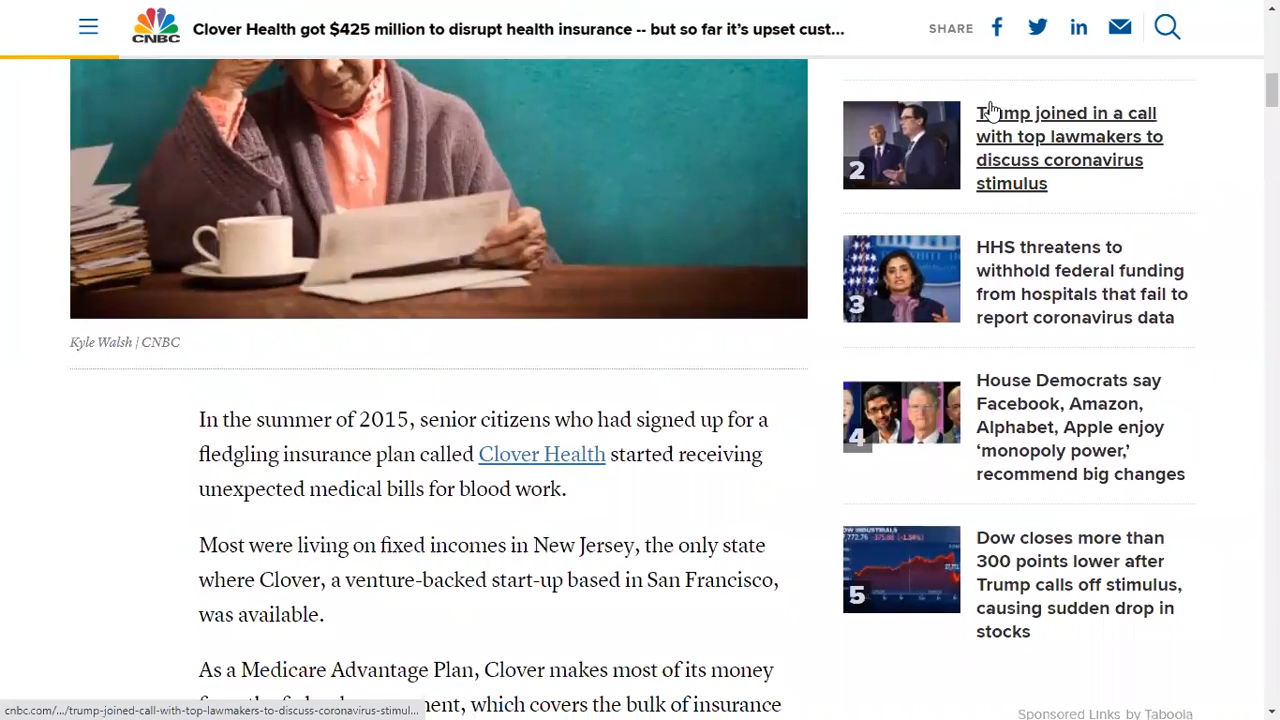 CNBC
Clover Health got $425 million to disrupt health insurance -- but so far it's upset cust...
SHARE
Kyle Walsh | CNBC
In the summer of 2015, senior citizens who had signed up for a
fledgling insurance plan called Clover Health started receiving
unexpected medical bills for blood work.
Most were living on fixed incomes in New Jersey, the only state
where Clover, a venture-backed start-up based in San Francisco,
was available.
As a Medicare Advantage Plan, Clover makes most of its money
ent, which covers the bulk of insurance
2
Trump joined in a call
with top lawmakers to
discuss coronavirus
stimulus
3
HHS threatens to
withhold federal funding
from hospitals that fail to
report coronavirus data
4
House Democrats say
Facebook, Amazon,
Alphabet, Apple enjoy
‘monopoly power,’
recommend big changes
5
Dow closes more than
300 points lower after
Trump calls off stimulus,
causing sudden drop in
stocks
Sponsored Links by Taboola
cnbc.com/.../trump-joined-call-with-top-lawmakers-to-discuss-coronavirus-stimul...